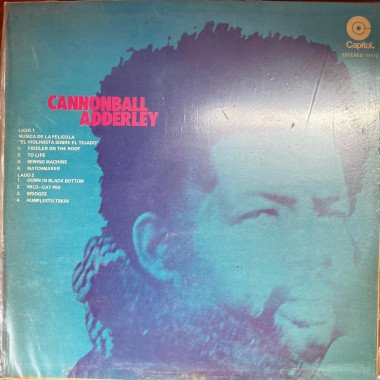 Capitol
ESTEREO
CANNONBALL
ADDERLEY
LADO 1
MUSICA DE LA PELICULA
"EL VIOLINISTA SOBRE EL TEJADO"
1. FIDDLER ON THE ROOF
2. TO LIFE
3. SEWING MACHINE
4. MATCHMAKER
LADO 2
1. DOWN IN BLACK BOTTOM
2. WILD-CAT PEE
3. BRIDGES
4. RUMPLESTILTSKIN